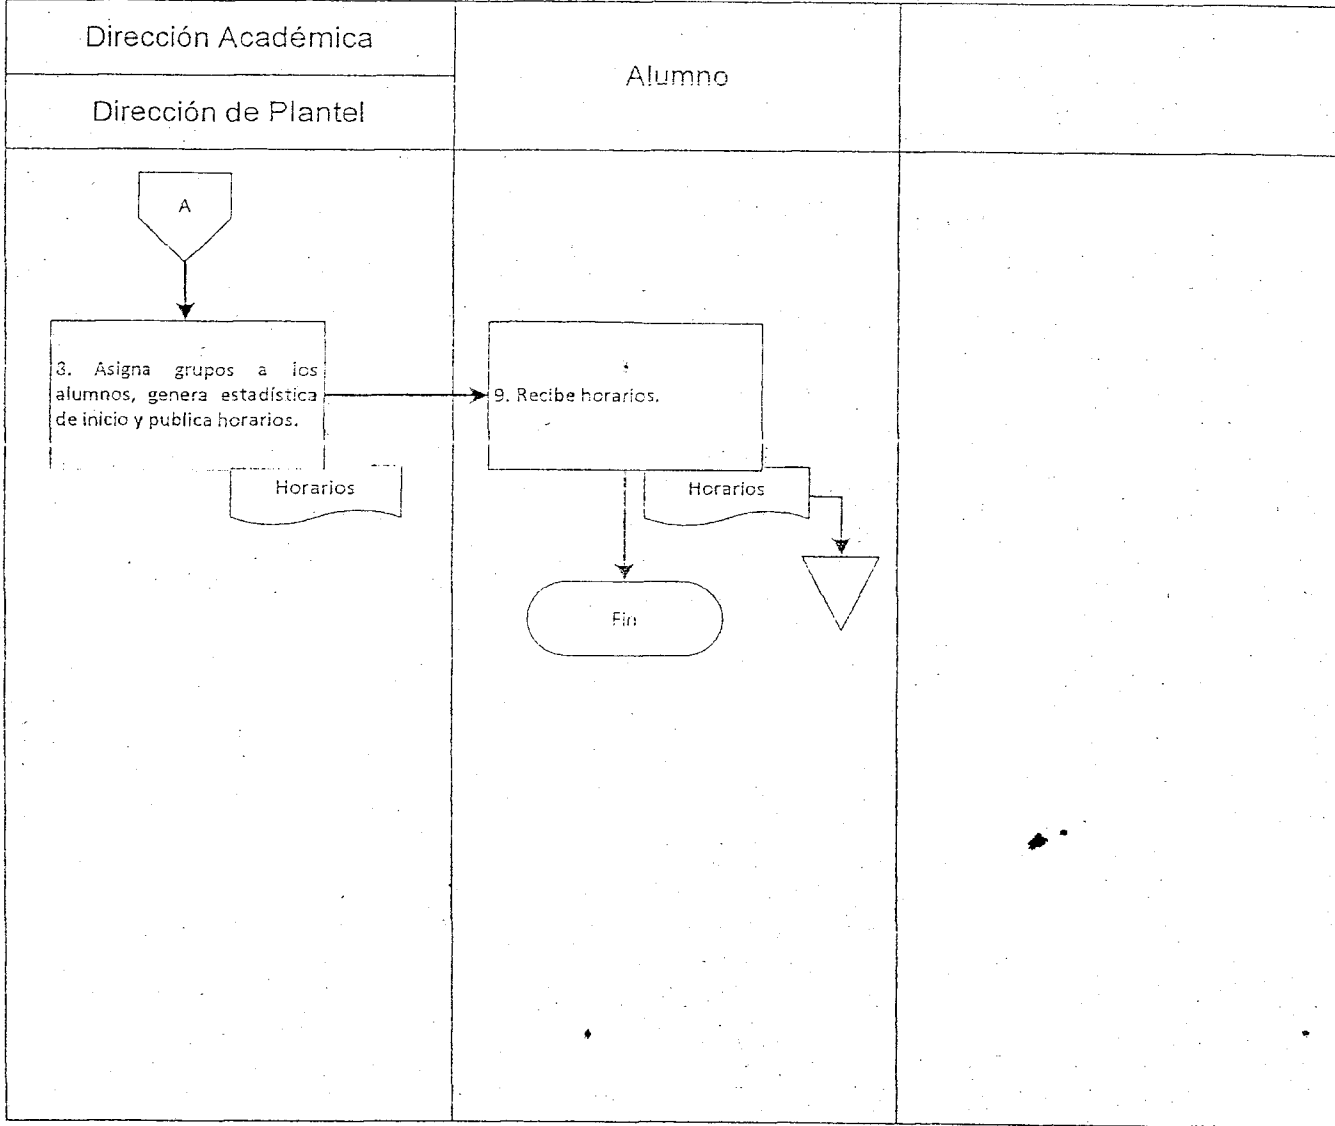 Dirección Académica
Dirección de Plantel
Alumno
A
3. Asigna grupos a los
alumnos, genera estadística
de inicio y publica horarios.
Horarios
9. Recibe horarios.
Horarios
Fin